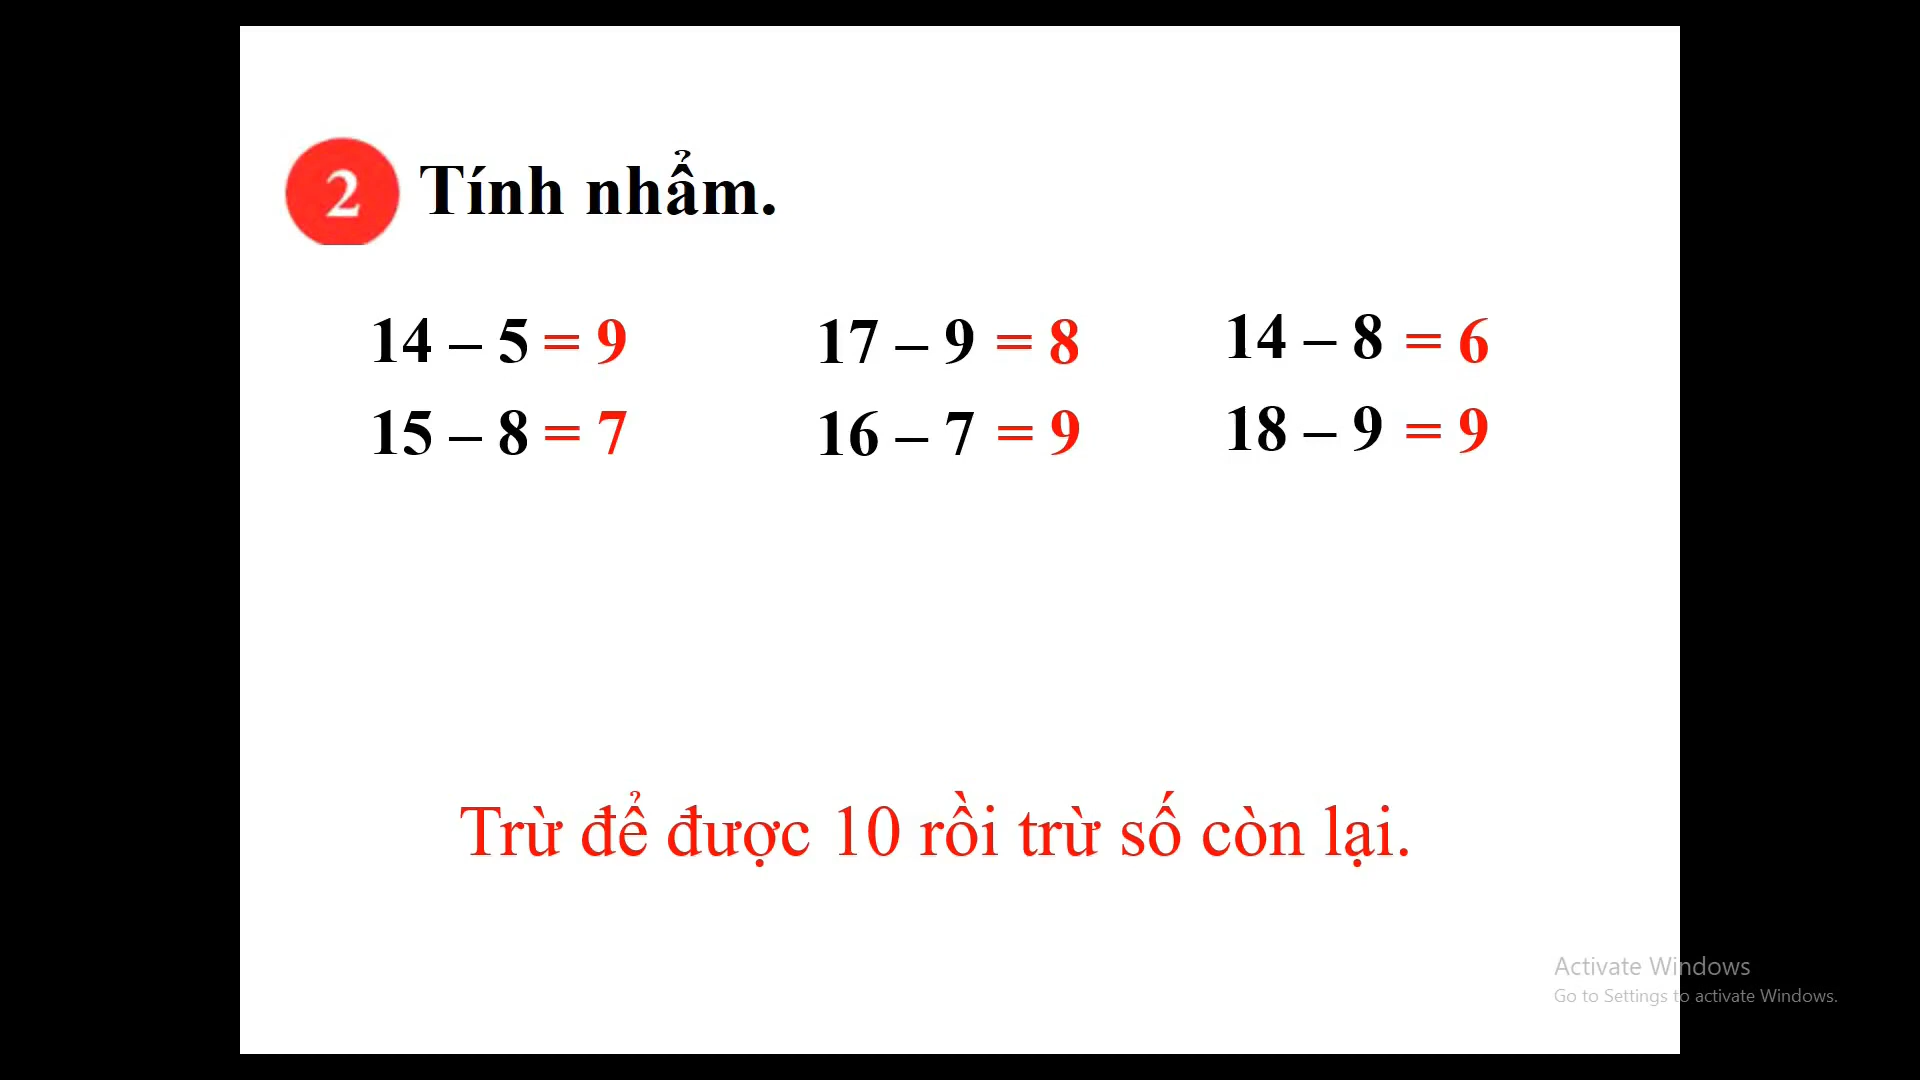 2 Tính nhẩm.
14 – 5 = 9 17 – 9 = 8 14 – 8 = 6
15 – 8 = 7 16 – 7 = 9 18 – 9 = 9
Trừ để được 10 rồi trừ số còn lại.
Activate Windows
Go to Settings to activate Windows.